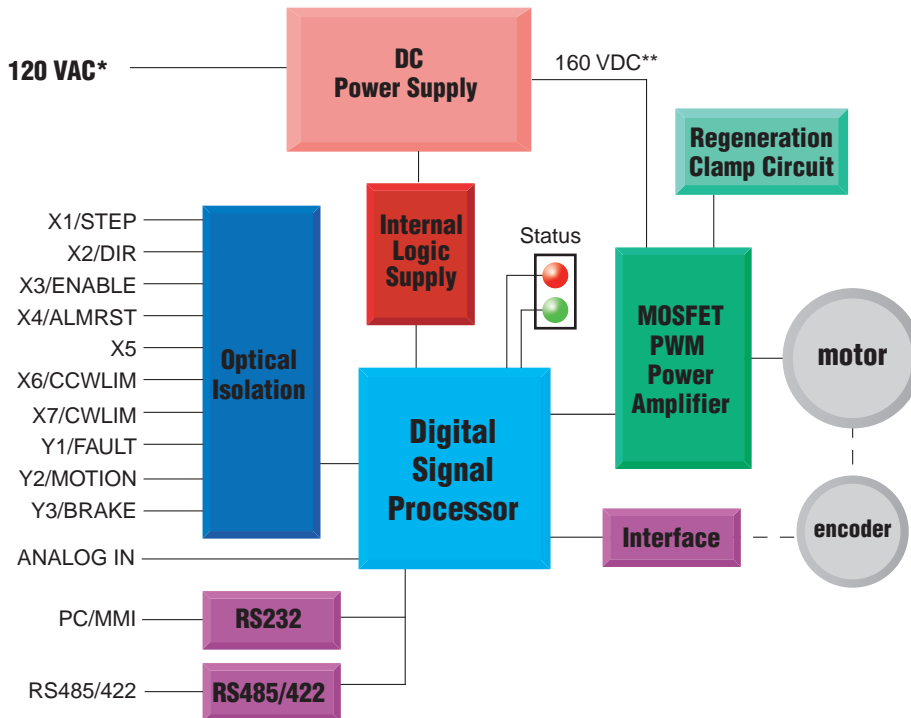 120 VAC*
DC
Power Supply
160 VDC**
Regeneration
Clamp Circuit
Internal
Logic
Supply
Status
X1/STEP
X2/DIR
X3/ENABLE
X4/ALMRST
X5
X6/CCWLIM
X7/CWLIM
Y1/FAULT
Y2/MOTION
Y3/BRAKE
Optical
Isolation
MOSFET
PWM
Power
Amplifier
motor
Digital
Signal
Processor
Interface
encoder
ANALOG IN
PC/MMI
RS232
RS485/422
RS485/422